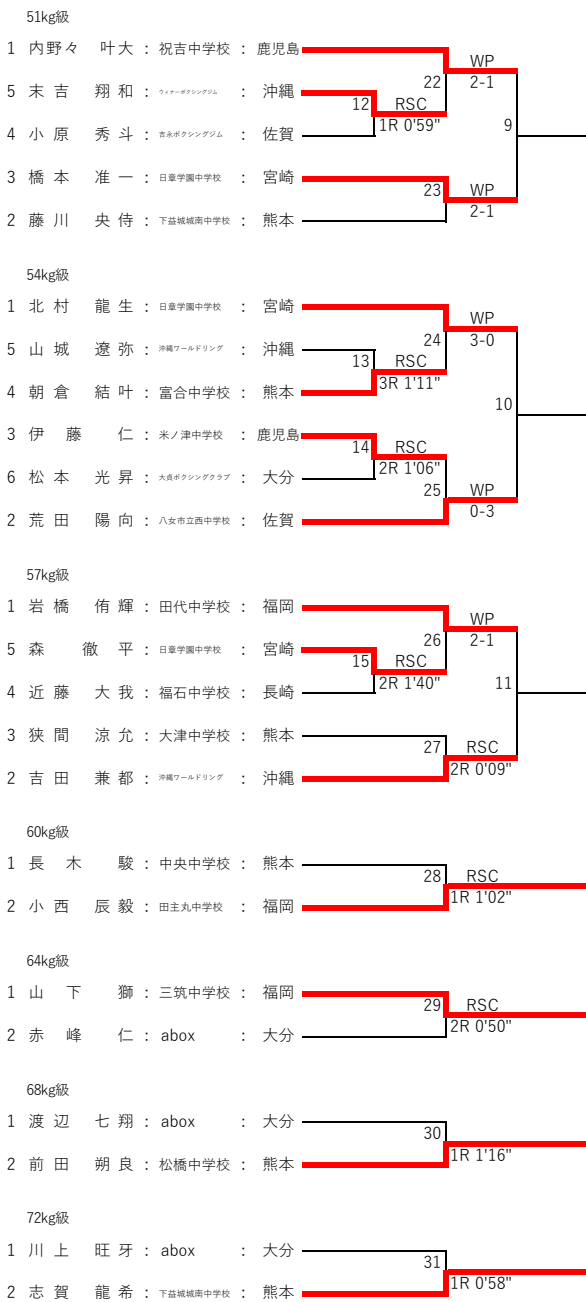 51kg級
1 内野々 叶大 : 祝吉中学校 : 鹿児島
WP
22
2-1
5 末吉 翔和 : ウィナーボクシングジム : 沖縄
12 RSC
1R 0'59"
9
4 小原 秀斗 : 吉永ボクシングジム : 佐賀
3 橋本 准一 : 日章学園中学校 : 宮崎
23 WP
2-1
2 藤川 央侍 : 下益城城南中学校 : 熊本
54kg級
1 北村 龍生 : 日章学園中学校 : 宮崎
WP
24
3-0
5 山城 遼弥 : 沖縄ワールドリング : 沖縄
13 RSC
3R 1'11"
4 朝倉 結叶 : 富合中学校 : 熊本
10
3 伊藤 仁 : 米ノ津中学校 : 鹿児島
14 RSC
2R 1'06"
6 松本 光昇 : 大貞ボクシングクラブ : 大分
25 WP
0-3
2 荒田 陽向 : 八女市立西中学校 : 佐賀
57kg級
1 岩橋 侑輝 : 田代中学校 : 福岡
WP
26
2-1
5 森 徹平 : 日章学園中学校 : 宮崎
15 RSC
2R 1'40"
11
4 近藤 大我 : 福石中学校 : 長崎
3 狭間 涼允 : 大津中学校 : 熊本
27 RSC
2R 0'09"
2 吉田 兼都 : 沖縄ワールドリング : 沖縄
60kg級
1 長木 駿 : 中央中学校 : 熊本
28 RSC
1R 1'02"
2 小西 辰毅 : 田主丸中学校 : 福岡
64kg級
1 山下 獅 : 三筑中学校 : 福岡
29 RSC
2R 0'50"
2 赤峰 仁 : abox : 大分
68kg級
1 渡辺 七翔 : abox : 大分
30
1R 1'16"
2 前田 朔良 : 松橋中学校 : 熊本
72kg級
1 川上 旺牙 : abox : 大分
31
1R 0'58"
2 志賀 龍希 : 下益城城南中学校 : 熊本